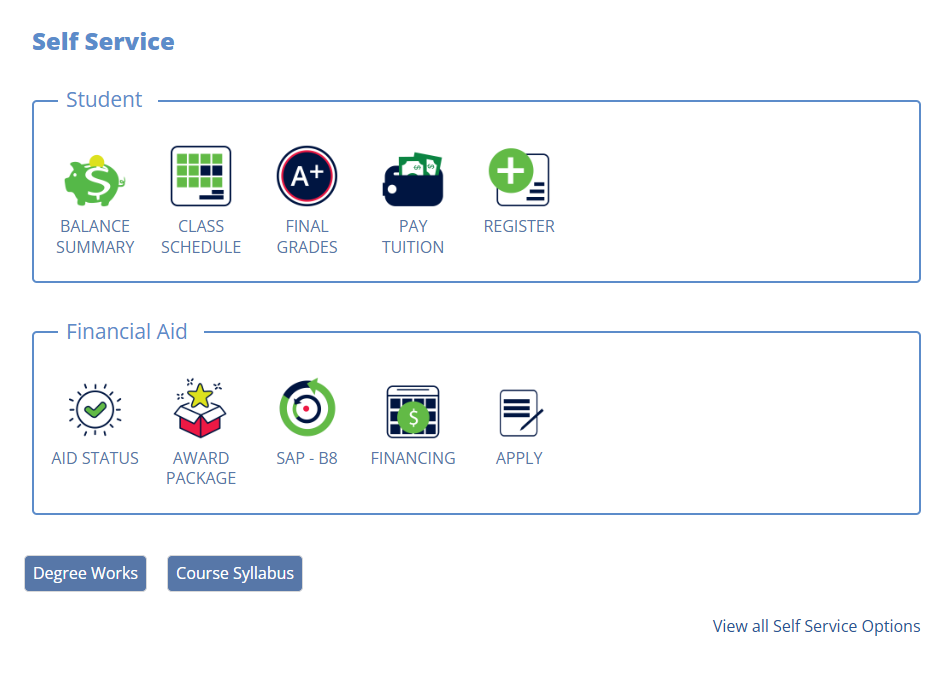 Self Service
Student
A+
BALANCE SUMMARY
CLASS SCHEDULE
FINAL GRADES
PAY TUITION
REGISTER
Financial Aid
AID STATUS
AWARD PACKAGE
SAP - B8
FINANCING
APPLY
Degree Works
Course Syllabus
View all Self Service Options